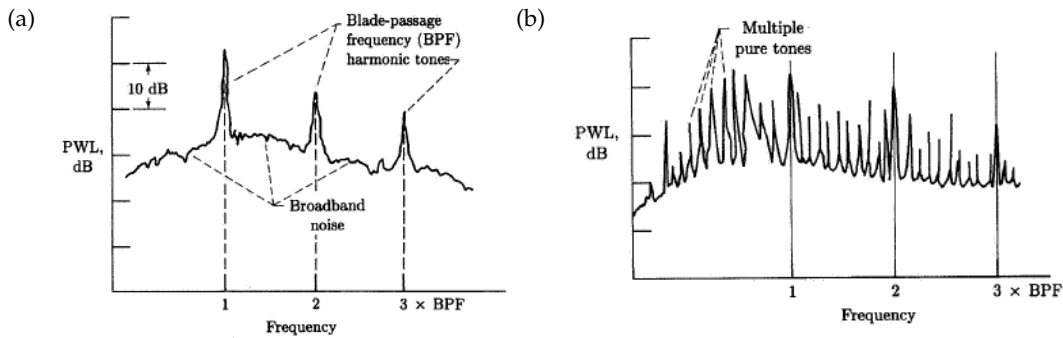 (a)
Blade-passage
frequency (BPF)
harmonic tones
10 dB
PWL,
dB
Broadband
noise
1
2
3 × BPF
Frequency
(b)
Multiple
pure tones
PWL,
dB
1
2
3 × BPF
Frequency